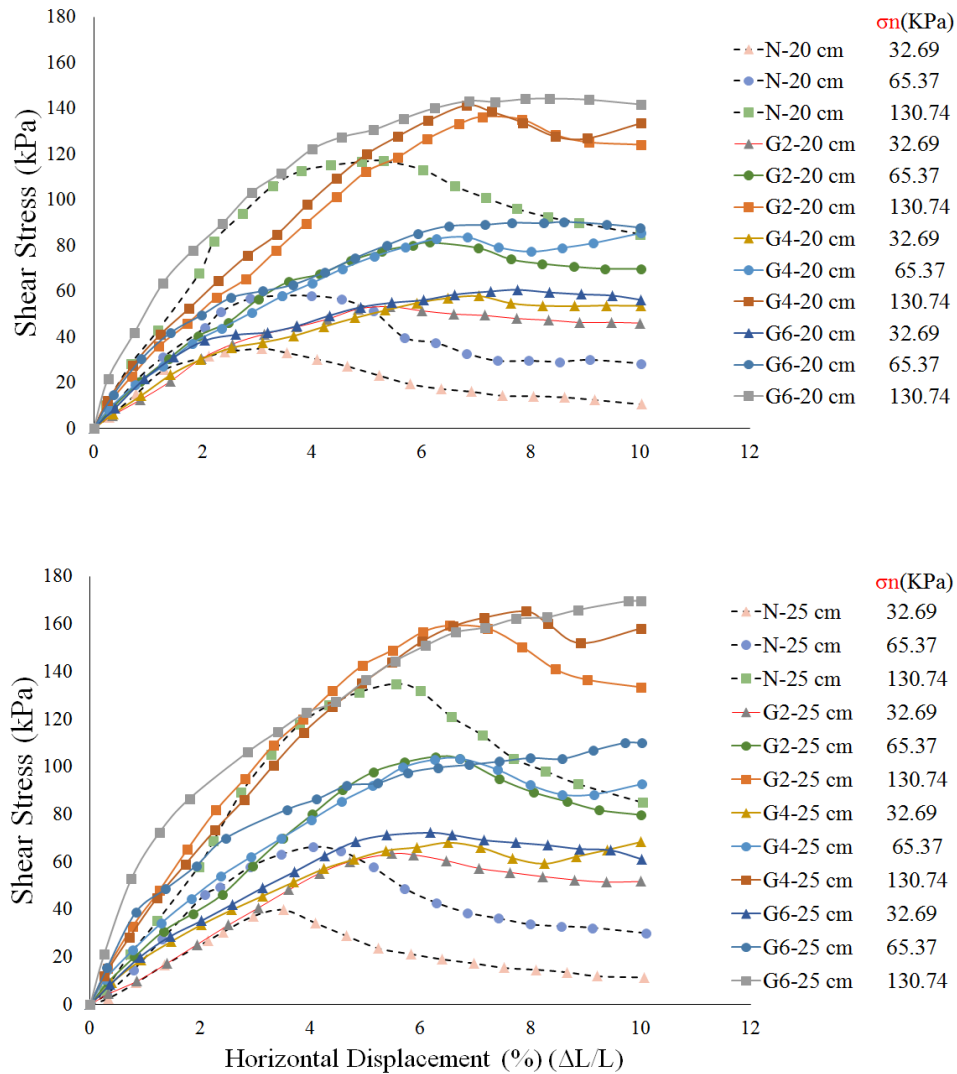 180
160
140
120
100
80
60
40
20
0
Shear Stress (kPa)
0 2 4 6 8 10 12
σn(KPa)
N-20 cm 32.69
N-20 cm 65.37
N-20 cm 130.74
G2-20 cm 32.69
G2-20 cm 65.37
G2-20 cm 130.74
G4-20 cm 32.69
G4-20 cm 65.37
G4-20 cm 130.74
G6-20 cm 32.69
G6-20 cm 65.37
G6-20 cm 130.74
180
160
140
120
100
80
60
40
20
0
Shear Stress (kPa)
0 2 4 6 8 10 12
Horizontal Displacement (%) (ΔL/L)
σn(KPa)
N-25 cm 32.69
N-25 cm 65.37
N-25 cm 130.74
G2-25 cm 32.69
G2-25 cm 65.37
G2-25 cm 130.74
G4-25 cm 32.69
G4-25 cm 65.37
G4-25 cm 130.74
G6-25 cm 32.69
G6-25 cm 65.37
G6-25 cm 130.74